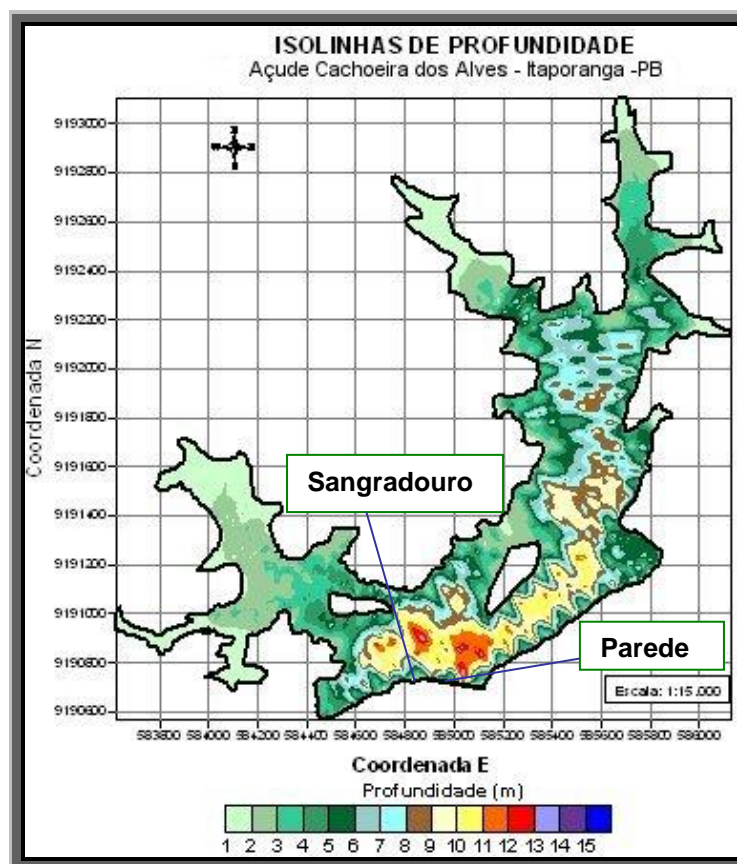 ISOLINHAS DE PROFUNDIDADE
Açude Cachoeira dos Alves - Itaporanga -PB
9193000
9192800
9192600
9192400
9192200
9192000
9191800
9191600
9191400
9191200
9191000
9190800
9190600
Coordenada N
Sangradouro
Parede
Escala: 1:15.000
583800 584000 584200 584400 584600 584800 585000 585200 585400 585600 585800 586000
Coordenada E
Profundidade (m)
1 2 3 4 5 6 7 8 9 10 11 12 13 14 15